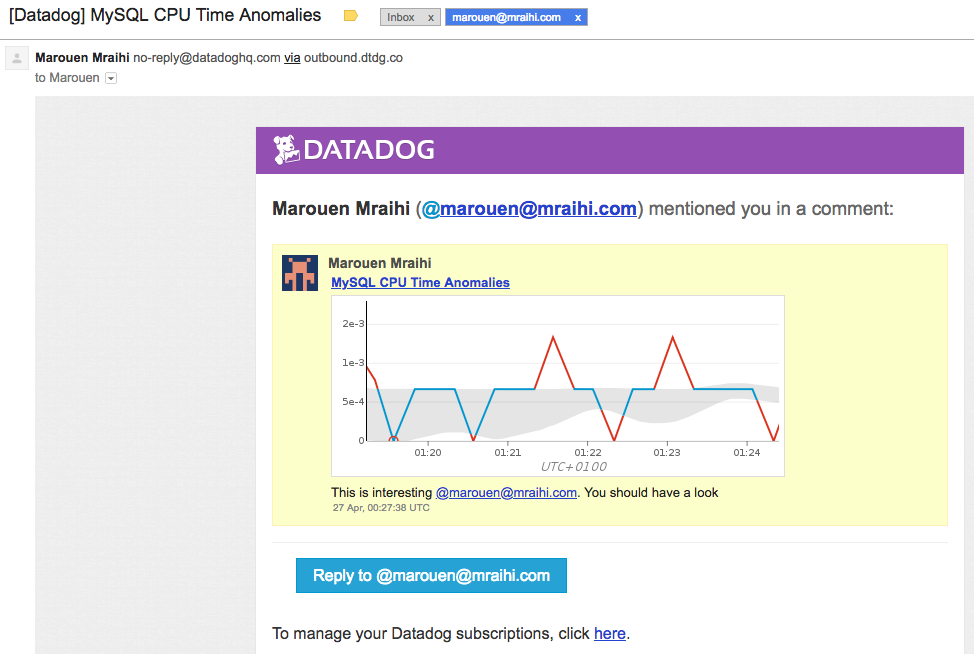 [Datadog] MySQL CPU Time Anomalies Inbox x marouen@mraihi.com x
Marouen Mraihi no-reply@datadoghq.com via outbound.dtdg.co
to Marouen
DATADOG
Marouen Mraihi (@marouen@mraihi.com) mentioned you in a comment:
Marouen Mraihi
MySQL CPU Time Anomalies
2e-3
1e-3
5e-4
0
01:20 01:21 01:22 01:23 01:24
UTC+0100
This is interesting @marouen@mraihi.com. You should have a look
27 Apr, 00:27:38 UTC
Reply to @marouen@mraihi.com
To manage your Datadog subscriptions, click here.